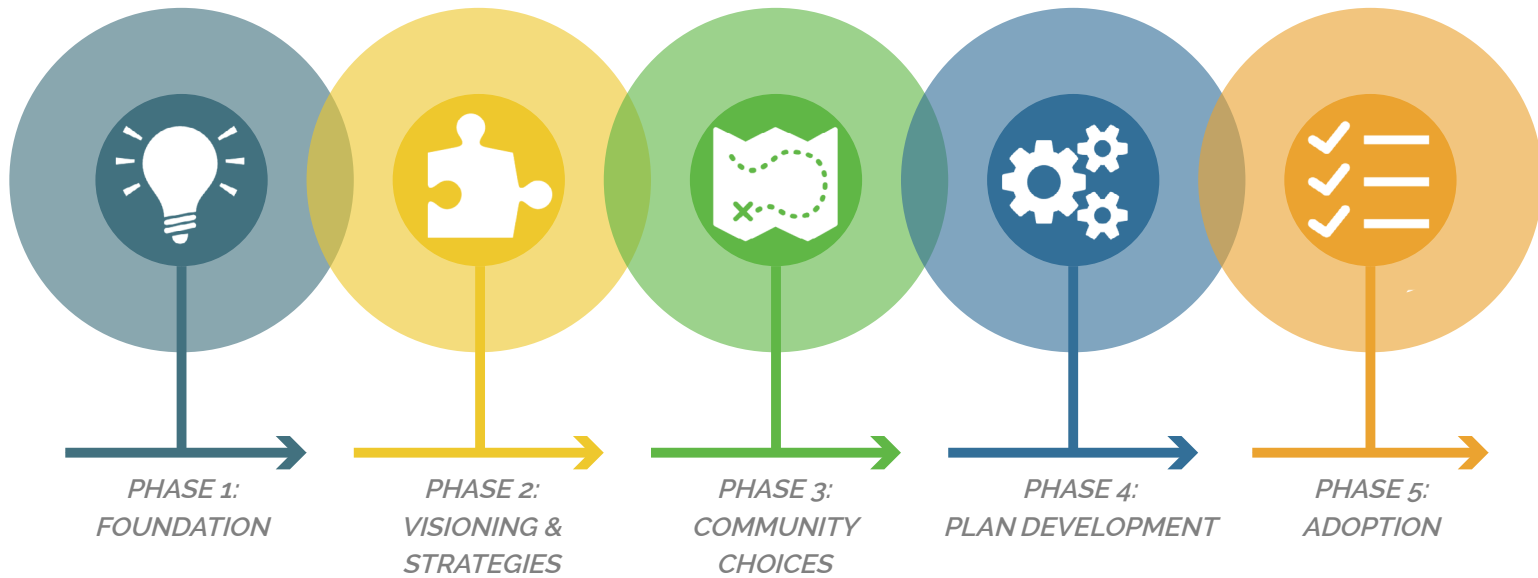 PHASE 1:
FOUNDATION
PHASE 2:
VISIONING &
STRATEGIES
PHASE 3:
COMMUNITY
CHOICES
PHASE 4:
PLAN DEVELOPMENT
PHASE 5:
ADOPTION